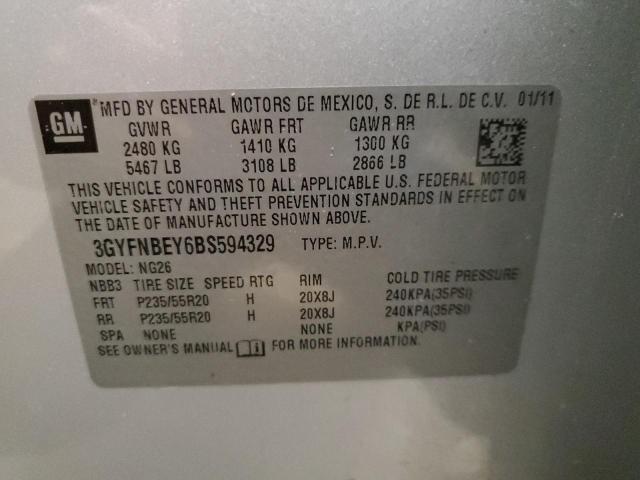 GM
*MFD BY GENERAL MOTORS DE MEXICO, S. DE R.L. DE C.V. 01/11
GVWR GAWR FRT GAWR RR
2480 KG 1410 KG 1300 KG
5467 LB 3108 LB 2866 LB
THIS VEHICLE CONFORMS TO ALL APPLICABLE U.S. FEDERAL MOTOR
VEHICLE SAFETY AND THEFT PREVENTION STANDARDS IN EFFECT ON
THE DATE OF MANUFACTURE SHOWN ABOVE.
3GYFNBEY6BS594329 TYPE: M.P.V.
MODEL: NG26
NBB3 TIRE SIZE SPEED RTG RIM COLD TIRE PRESSURE
FRT P235/55R20 H 20X8J 240KPA(35PSI)
RR P235/55R20 H 20X8J 240KPA(35PSI)
SPA NONE NONE KPA(PSI)
SEE OWNER'S MANUAL FOR MORE INFORMATION.